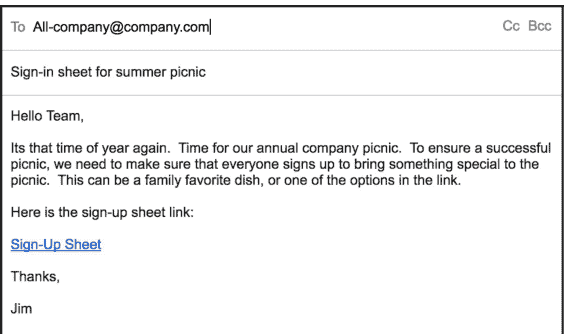 To All-company@company.com Cc Bcc
Sign-in sheet for summer picnic
Hello Team,
Its that time of year again. Time for our annual company picnic. To ensure a successful
picnic, we need to make sure that everyone signs up to bring something special to the
picnic. This can be a family favorite dish, or one of the options in the link.
Here is the sign-up sheet link:
Sign-Up Sheet
Thanks,
Jim